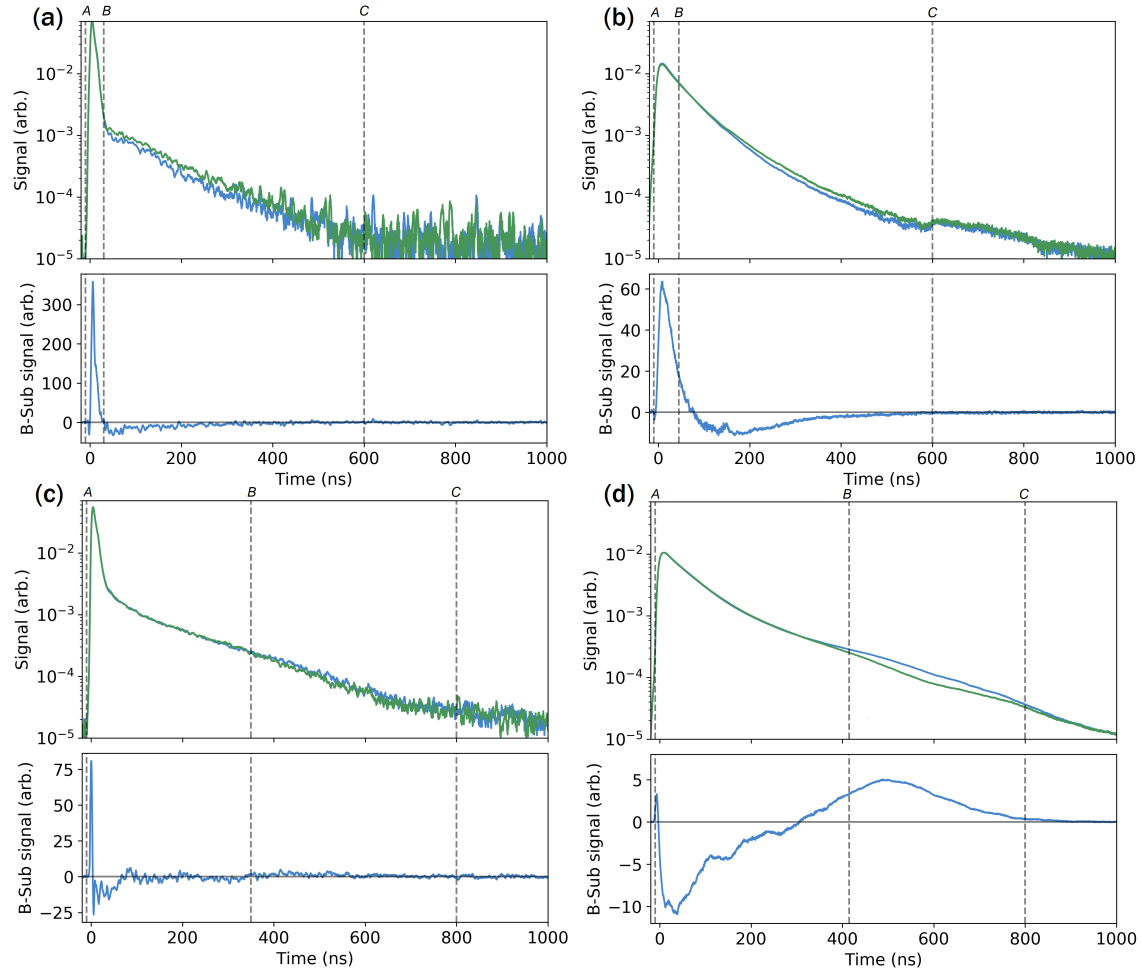 (a) A B C
Signal (arb.)
10⁻²
10⁻³
10⁻⁴
10⁻⁵
B-Sub signal (arb.)
300
200
100
0
0 200 400 600 800 1000
Time (ns)
(b) A B C
Signal (arb.)
10⁻²
10⁻³
10⁻⁴
10⁻⁵
B-Sub signal (arb.)
60
40
20
0
0 200 400 600 800 1000
Time (ns)
(c) A B C
Signal (arb.)
10⁻²
10⁻³
10⁻⁴
10⁻⁵
B-Sub signal (arb.)
75
50
25
0
−25
0 200 400 600 800 1000
Time (ns)
(d) A B C
Signal (arb.)
10⁻²
10⁻³
10⁻⁴
10⁻⁵
B-Sub signal (arb.)
5
0
−5
−10
0 200 400 600 800 1000
Time (ns)